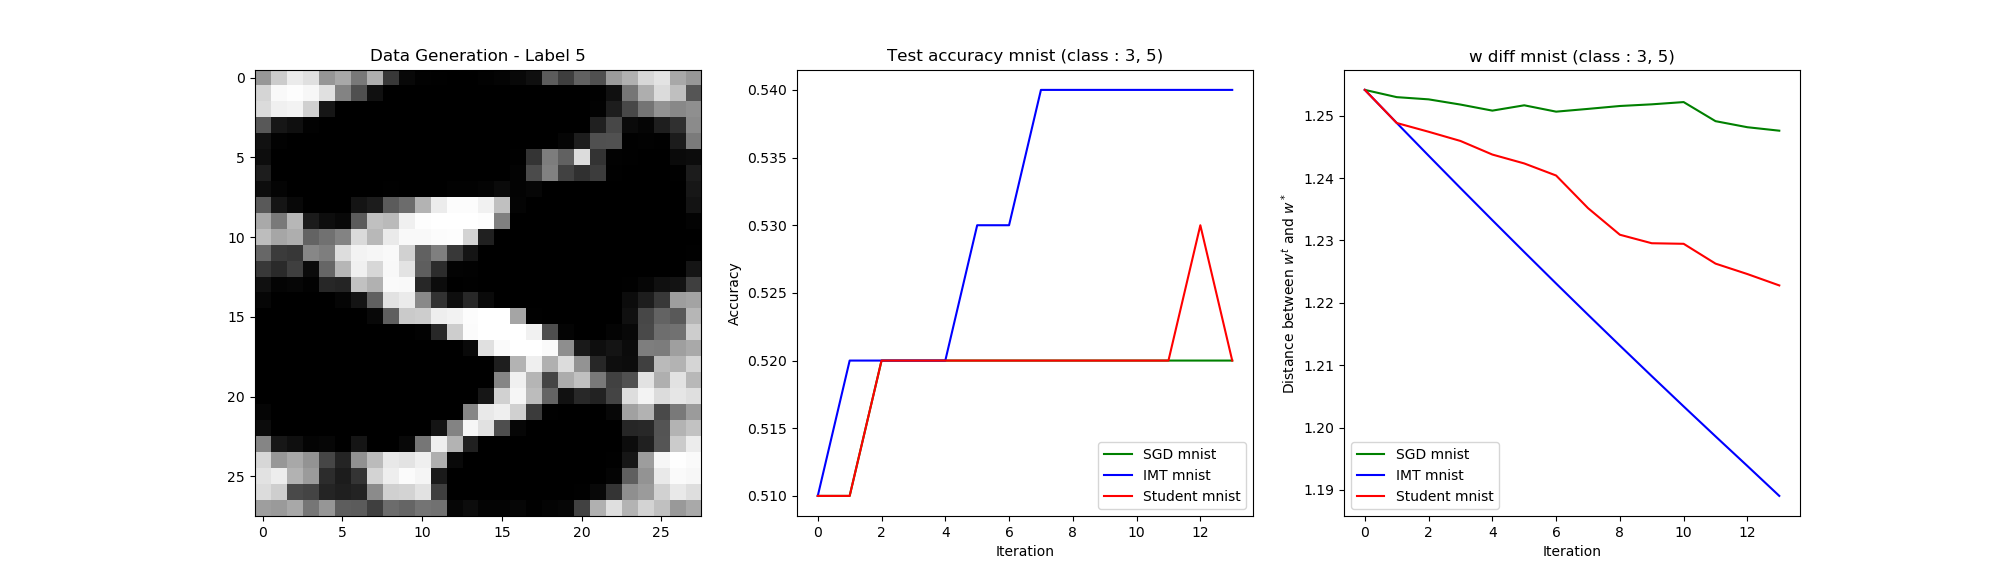 Data Generation - Label 5
0
5
10
15
20
25
0 5 10 15 20 25
Test accuracy mnist (class : 3, 5)
Accuracy
0.540
0.535
0.530
0.525
0.520
0.515
0.510
SGD mnist
IMT mnist
Student mnist
0 2 4 6 8 10 12
Iteration
w diff mnist (class : 3, 5)
Distance between w^t and w^*
1.25
1.24
1.23
1.22
1.21
1.20
1.19
SGD mnist
IMT mnist
Student mnist
0 2 4 6 8 10 12
Iteration